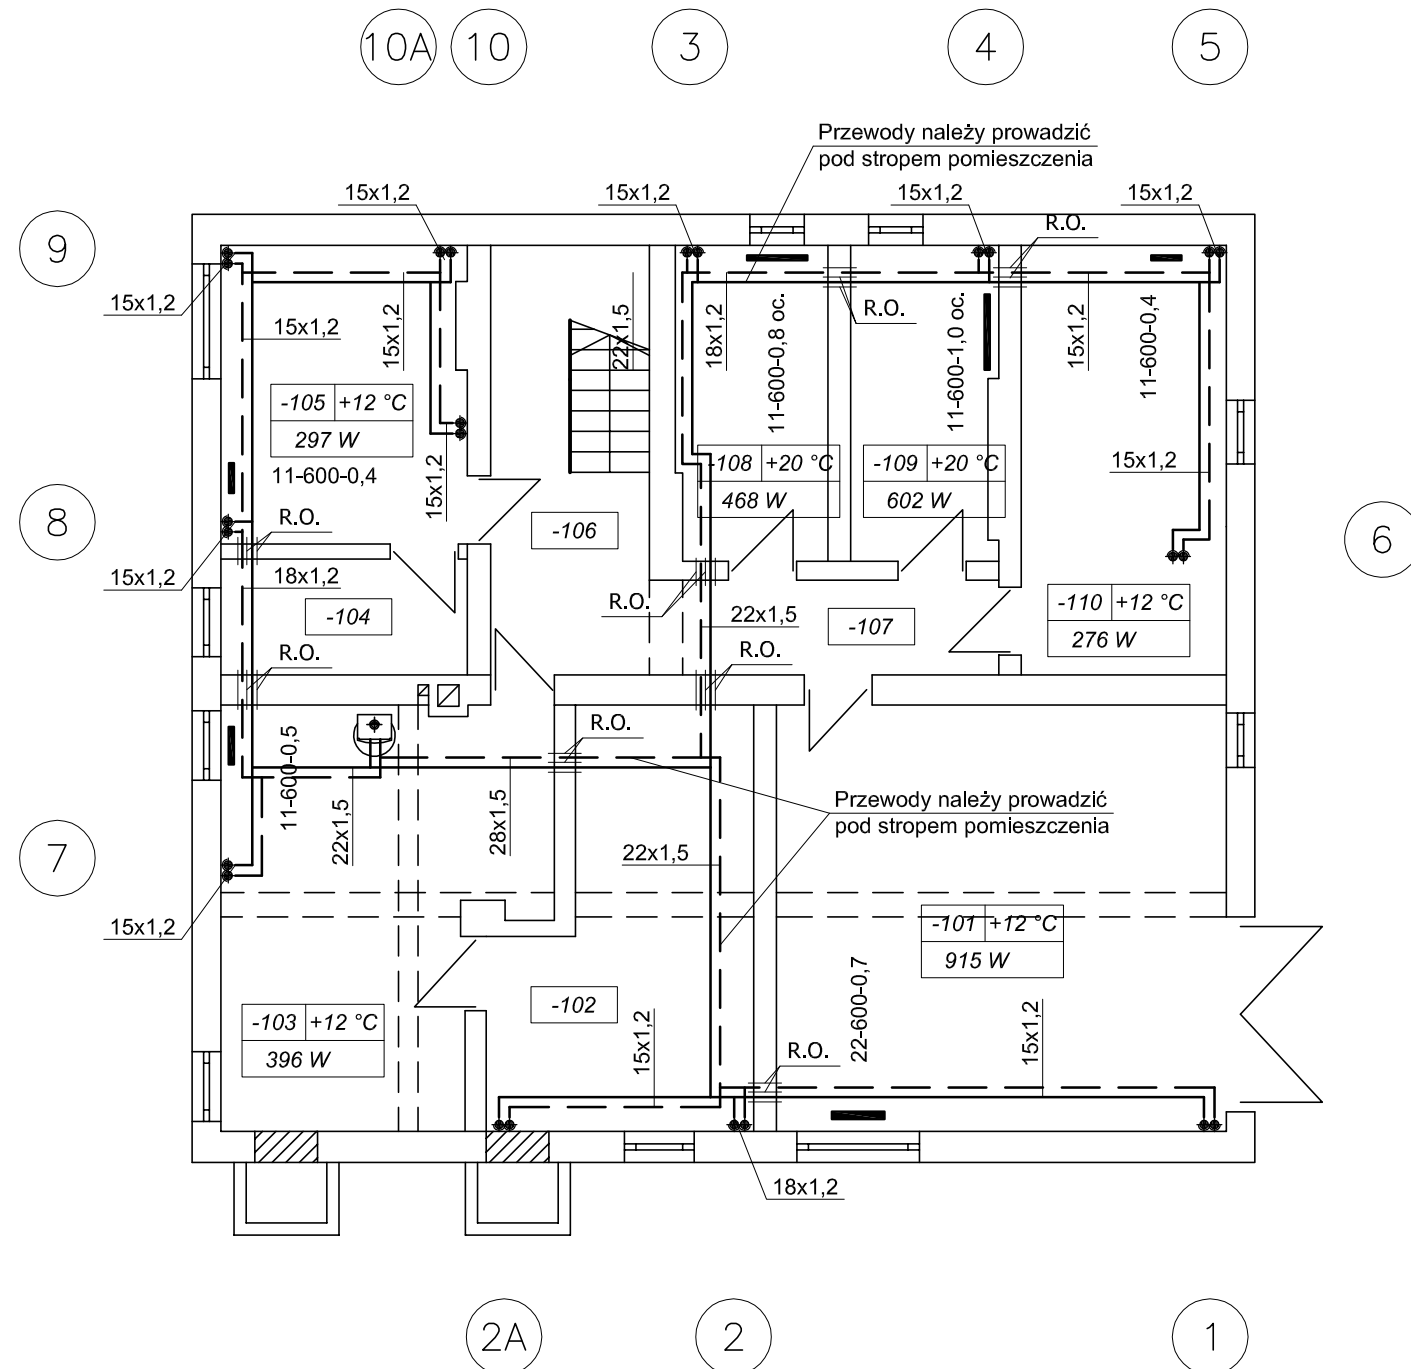 10A
10
3
4
5
Przewody należy prowadzić
pod stropem pomieszczenia
15x1,2
15x1,2
15x1,2
15x1,2
R.O.
9
15x1,2
15x1,2
15x1,2
22x1,5
18x1,2
11-600-0,8 oc.
R.O.
11-600-1,0 oc.
15x1,2
11-600-0,4
-105 +12 °C
297 W
11-600-0,4
15x1,2
-108 +20 °C
468 W
-109 +20 °C
602 W
15x1,2
8
R.O.
-106
6
15x1,2
18x1,2
-104
R.O.
22x1,5
-107
-110 +12 °C
276 W
R.O.
R.O.
R.O.
11-600-0,5
22x1,5
28x1,5
Przewody należy prowadzić
pod stropem pomieszczenia
7
22x1,5
15x1,2
-101 +12 °C
915 W
-103 +12 °C
396 W
-102
15x1,2
22-600-0,7
15x1,2
R.O.
18x1,2
2A
2
1